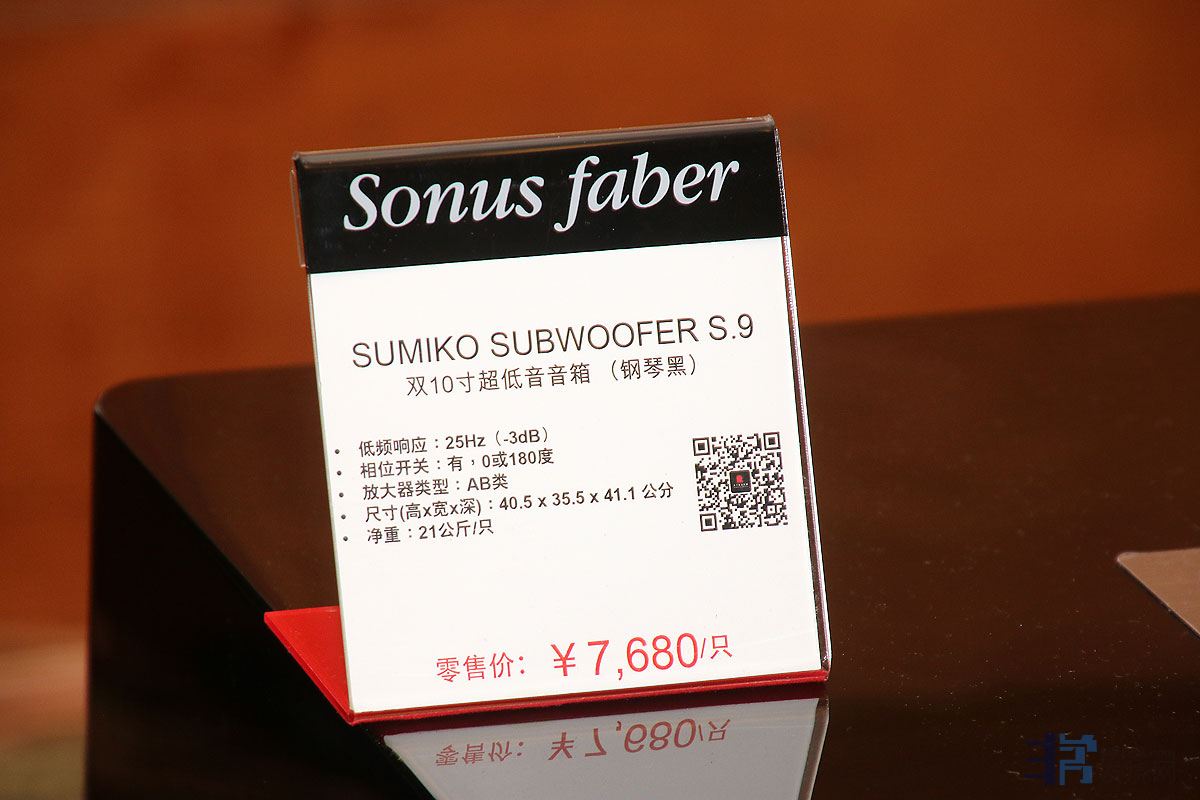 Sonus faber
SUMIKO SUBWOOFER S.9
双10寸超低音音箱 （钢琴黑）
• 低频响应：25Hz（-3dB）
• 相位开关：有，0或180度
• 放大器类型：AB类
• 尺寸(高x宽x深)：40.5 x 35.5 x 41.1 公分
• 净重：21公斤/只
零售价：￥7,680/只